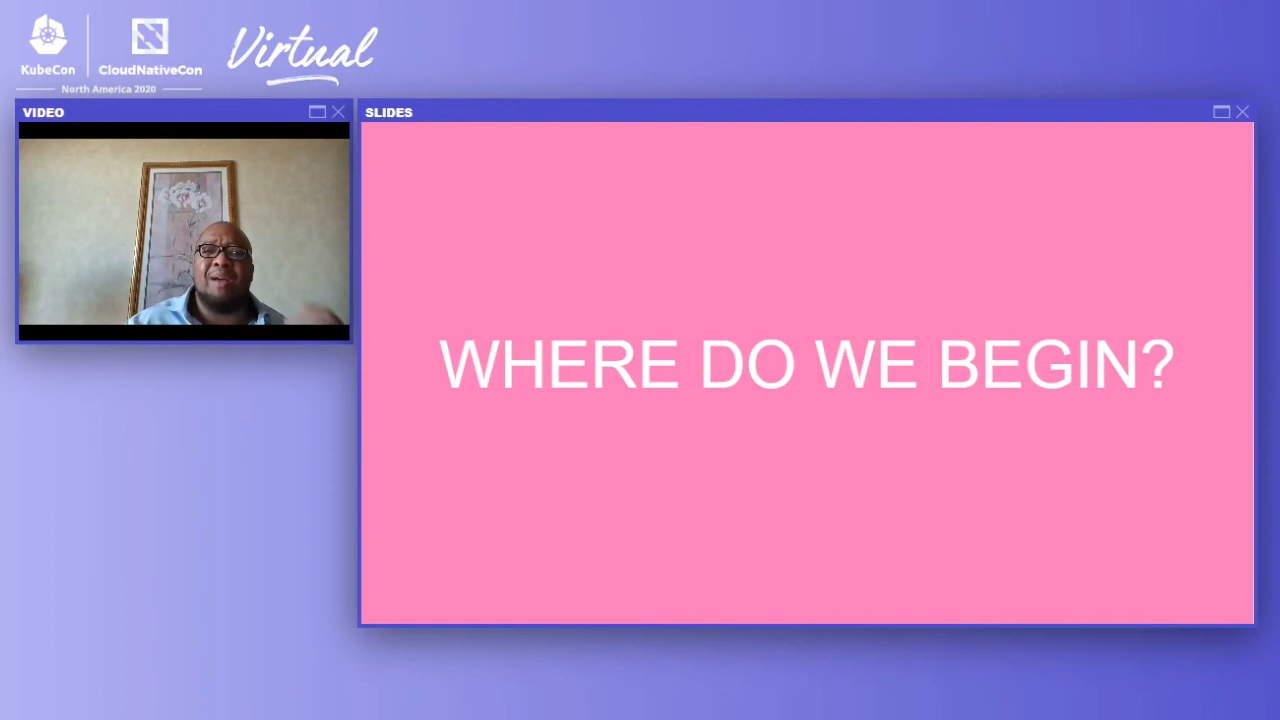 KubeCon
CloudNativeCon
North America 2020
Virtual
VIDEO
SLIDES
WHERE DO WE BEGIN?